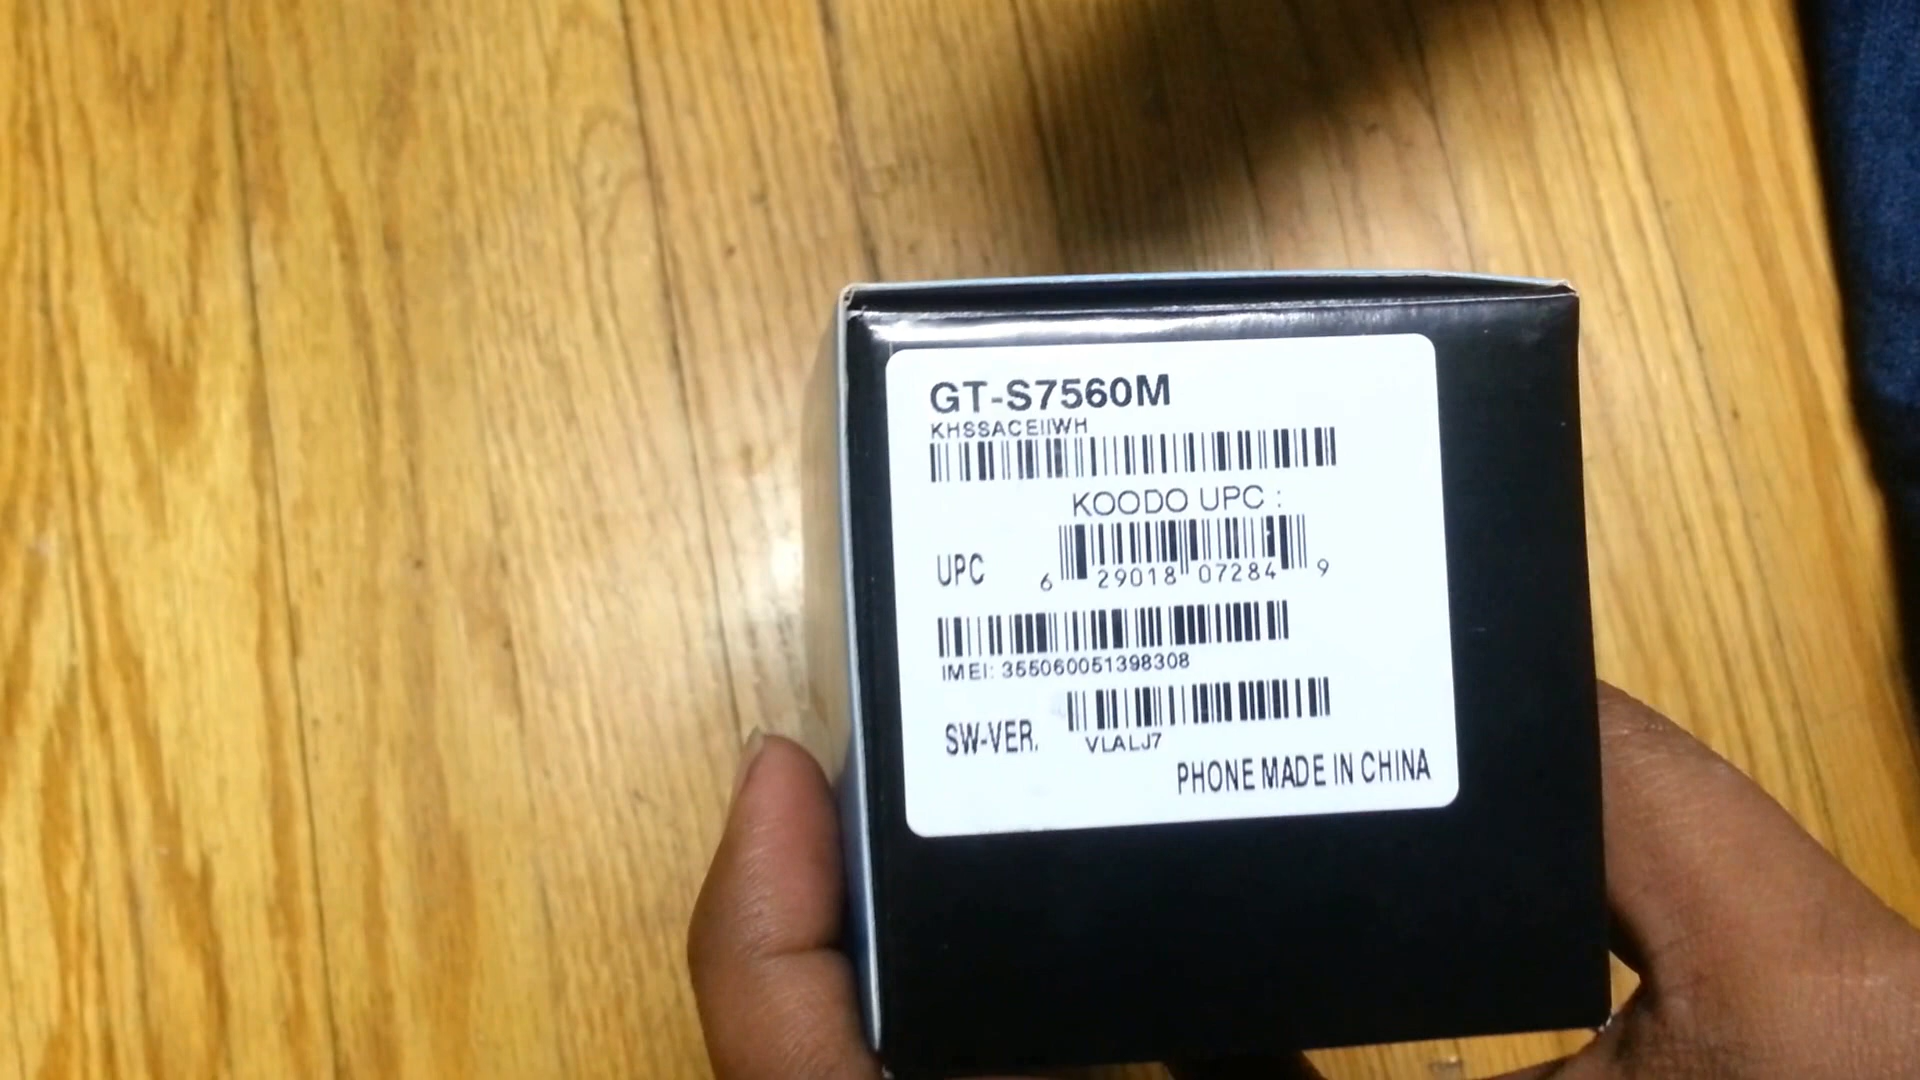 GT-S7560M
KHSSACEIIWH
KOODO UPC :
UPC 6 29018 07284 9
IMEI: 355060051398308
SW-VER. VLALJ7
PHONE MADE IN CHINA